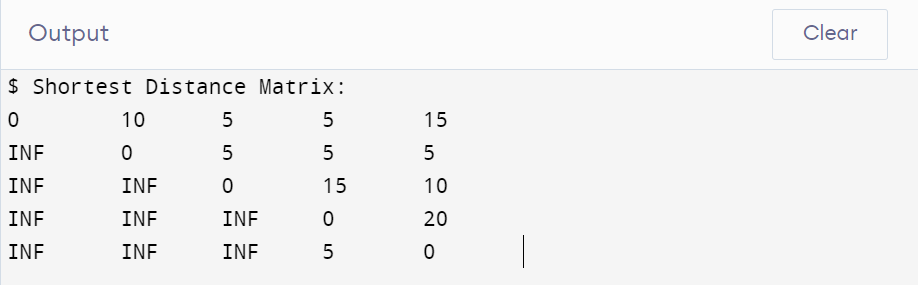 Output Clear
$ Shortest Distance Matrix:
0 10 5 5 15
INF 0 5 5 5
INF INF 0 15 10
INF INF INF 0 20
INF INF INF 5 0